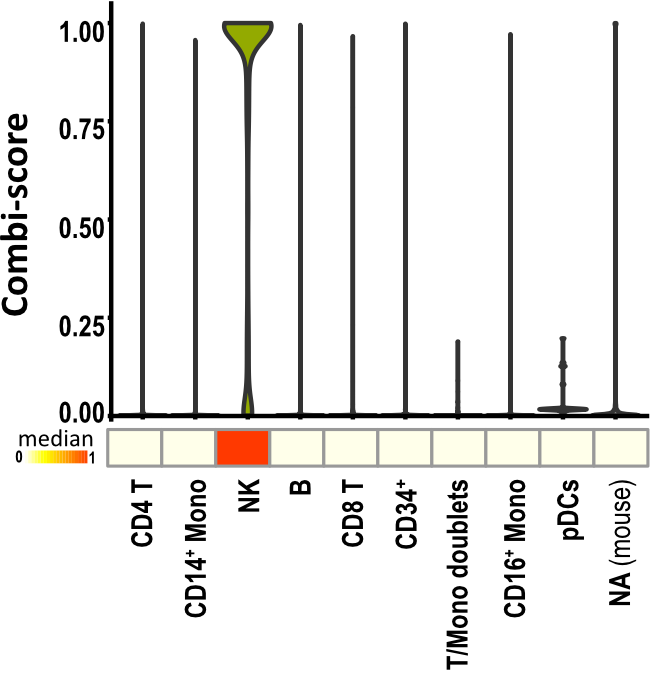 Combi-score
1.00
0.75
0.50
0.25
0.00
median
0 1
CD4 T
CD14⁺ Mono
NK
B
CD8 T
CD34⁺
T/Mono doublets
CD16⁺ Mono
pDCs
NA (mouse)